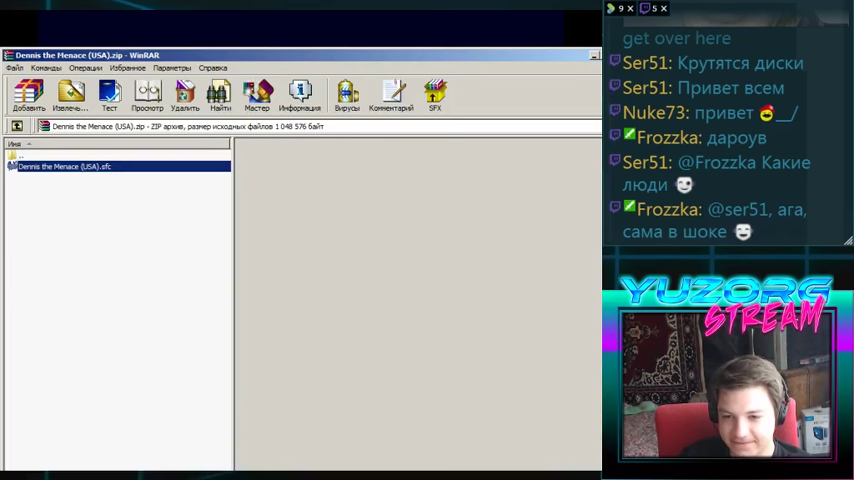 Dennis the Menace (USA).zip - WinRAR
Файл Команды Операции Избранное Параметры Справка
Добавить Извлечь... Тест Просмотр Удалить Найти Мастер Информация Вирусы Комментарий SFX
Dennis the Menace (USA).zip - ZIP архив, размер исходных файлов 1 048 576 байт
Имя
..
Dennis the Menace (USA).sfc
9 × 5 ×
get over here
Ser51: Крутятся диски
Ser51: Привет всем
Nuke73: привет __/
Frozzka: дароув
Ser51: @Frozzka Какие
люди
Frozzka: @ser51, ага,
сама в шоке
YUZORG
STREAM